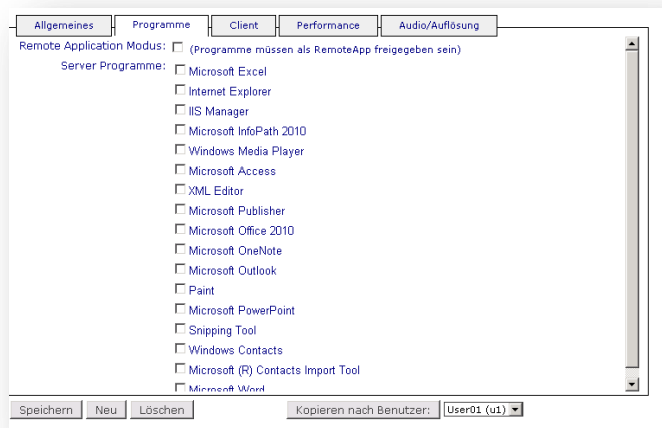 Allgemeines Programme Client Performance Audio/Auflösung
Remote Application Modus: (Programme müssen als RemoteApp freigegeben sein)
Server Programme: Microsoft Excel
Internet Explorer
IIS Manager
Microsoft InfoPath 2010
Windows Media Player
Microsoft Access
XML Editor
Microsoft Publisher
Microsoft Office 2010
Microsoft OneNote
Microsoft Outlook
Paint
Microsoft PowerPoint
Snipping Tool
Windows Contacts
Microsoft (R) Contacts Import Tool
Microsoft Word
Speichern Neu Löschen Kopieren nach Benutzer: User01 (u1)